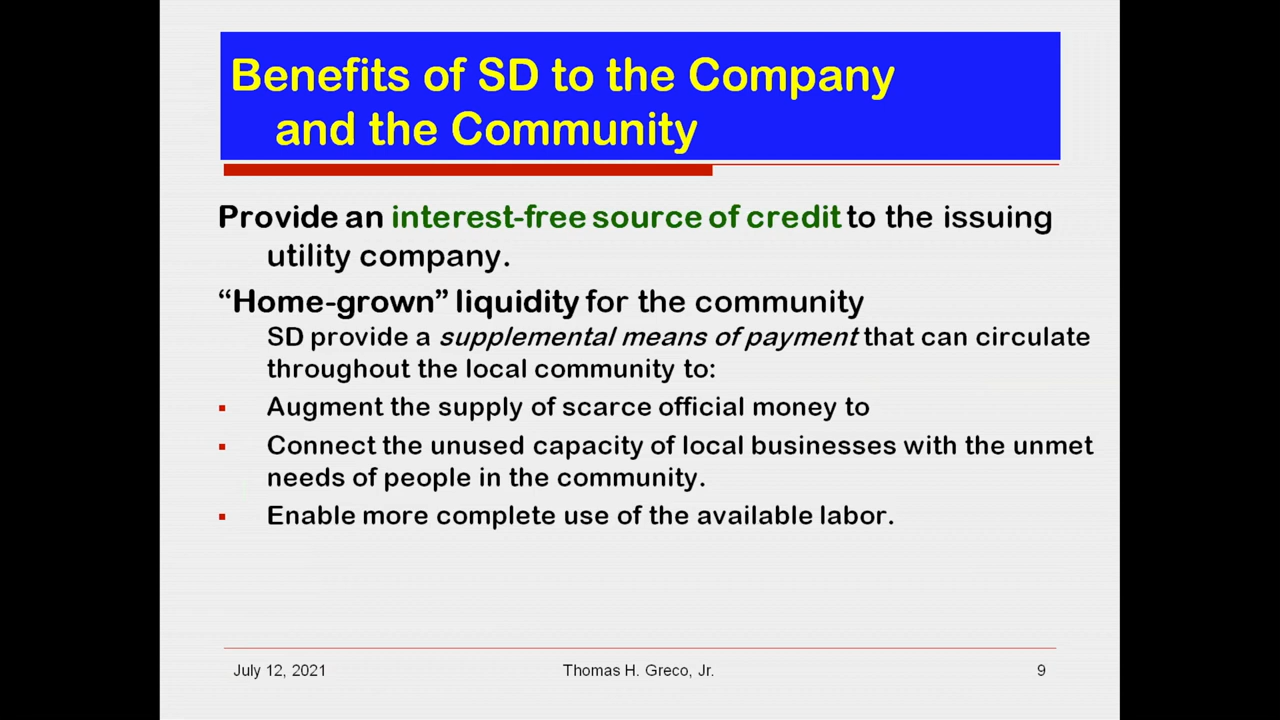 Benefits of SD to the Company
and the Community
Provide an interest-free source of credit to the issuing
utility company.
“Home-grown” liquidity for the community
SD provide a supplemental means of payment that can circulate
throughout the local community to:
▪ Augment the supply of scarce official money to
▪ Connect the unused capacity of local businesses with the unmet
needs of people in the community.
▪ Enable more complete use of the available labor.
July 12, 2021 Thomas H. Greco, Jr. 9